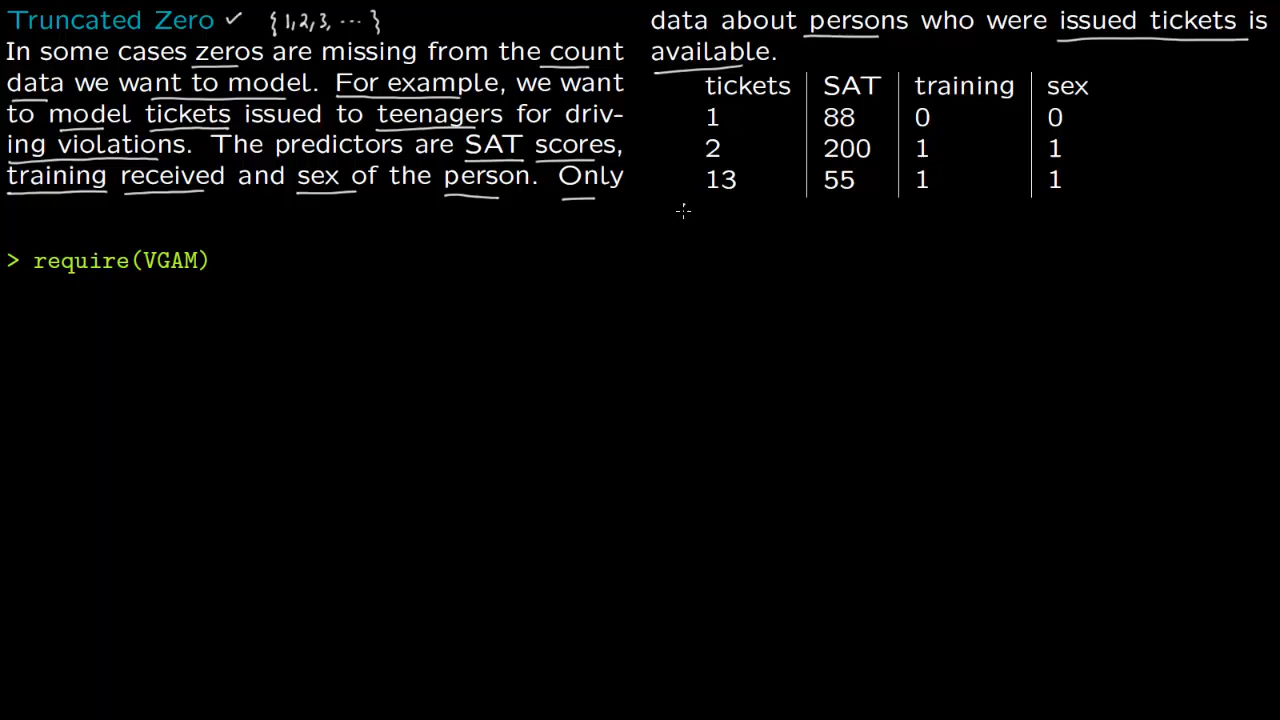 Truncated Zero ✓ {1,2,3, ...}
In some cases zeros are missing from the count
data we want to model. For example, we want
to model tickets issued to teenagers for driv-
ing violations. The predictors are SAT scores,
training received and sex of the person. Only
data about persons who were issued tickets is
available.
tickets SAT training sex
1 88 0 0
2 200 1 1
13 55 1 1
> require(VGAM)